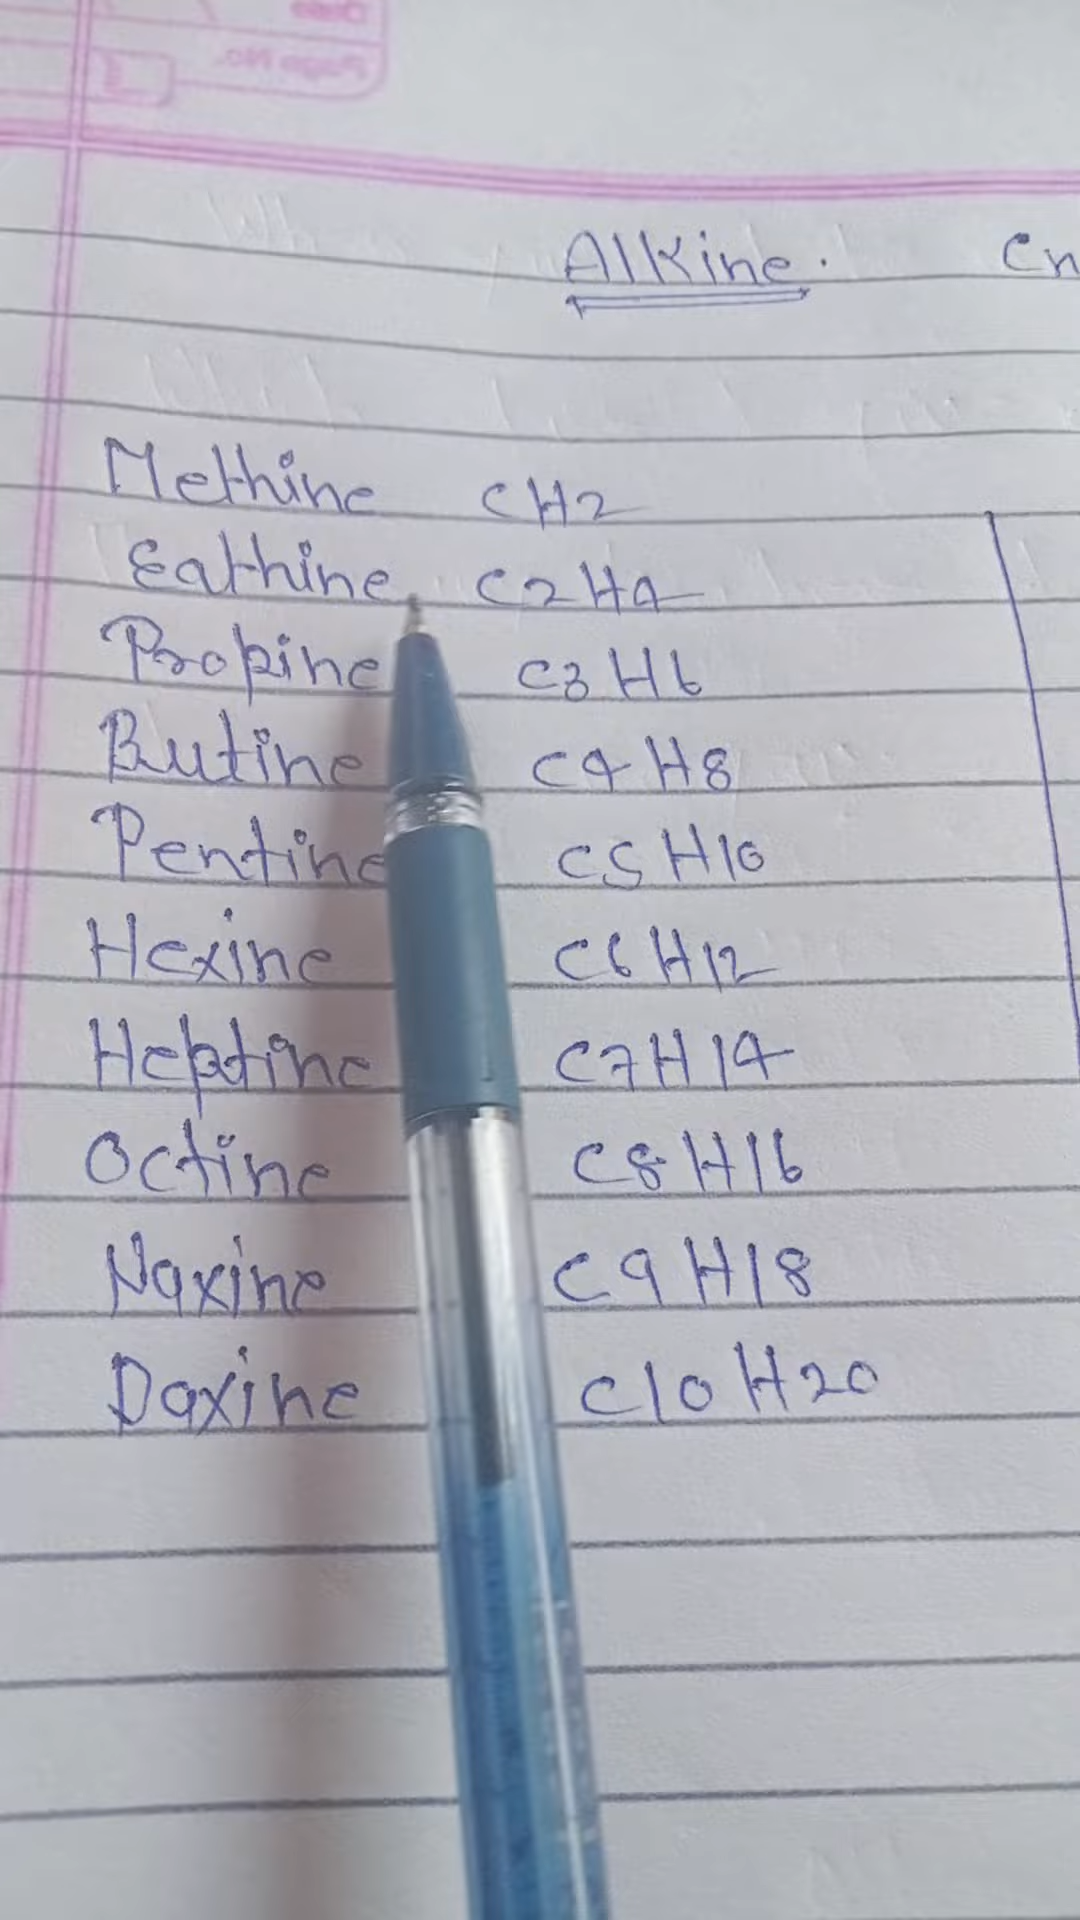 Alkine. Cn
Methine CH2
Eathine C2H4
Propine C3H6
Butine C4H8
Pentine C5H10
Hexine C6H12
Heptine C7H14
Octine C8H16
Naxine C9H18
Daxine C10H20